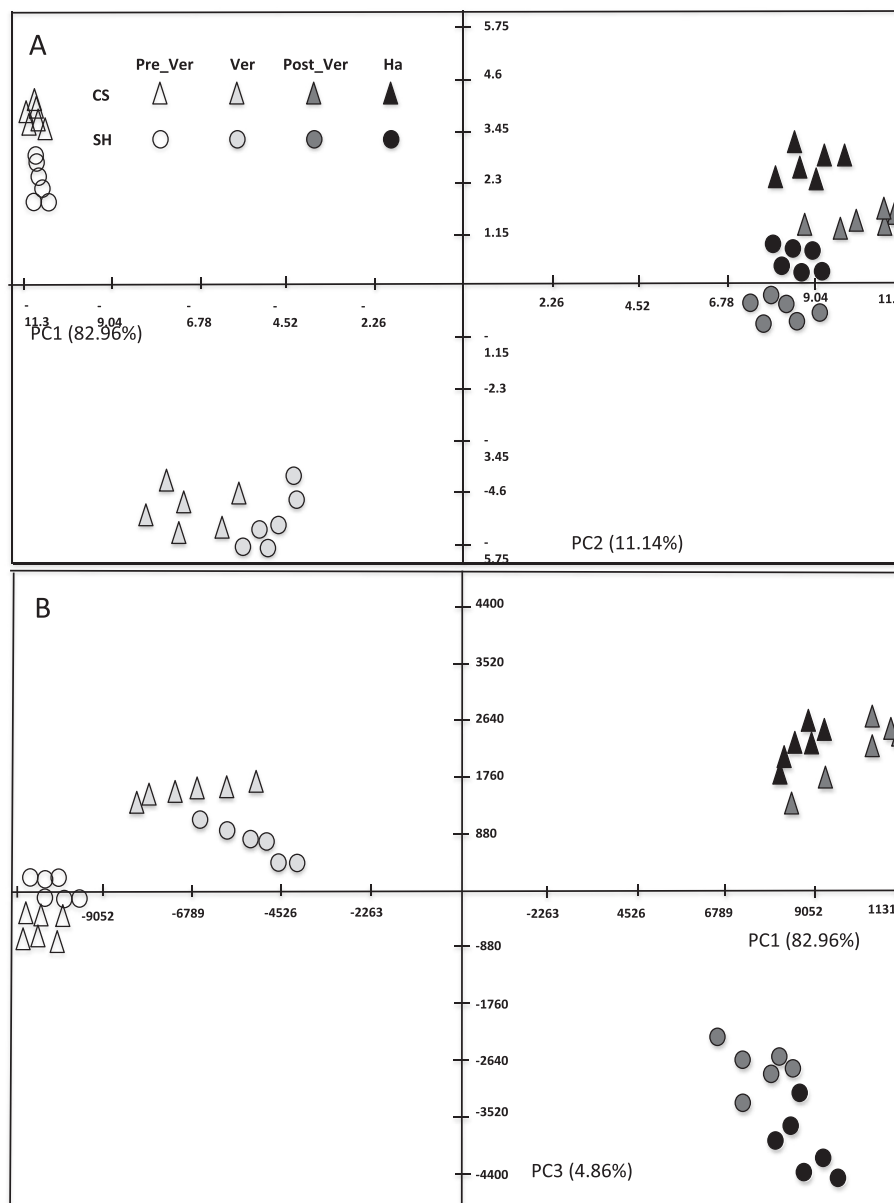 A
Pre_Ver Ver Post_Ver Ha
CS
SH
5.75
4.6
3.45
2.3
1.15
- - - - -
11.3 9.04 6.78 4.52 2.26
2.26 4.52 6.78 9.04 11.
PC1 (82.96%)
-
1.15
-2.3
-
3.45
-4.6
-
5.75
PC2 (11.14%)
B
4400
3520
2640
1760
880
-9052 -6789 -4526 -2263 -2263 4526 6789 9052 1131
PC1 (82.96%)
-880
-1760
-2640
-3520
-4400
PC3 (4.86%)